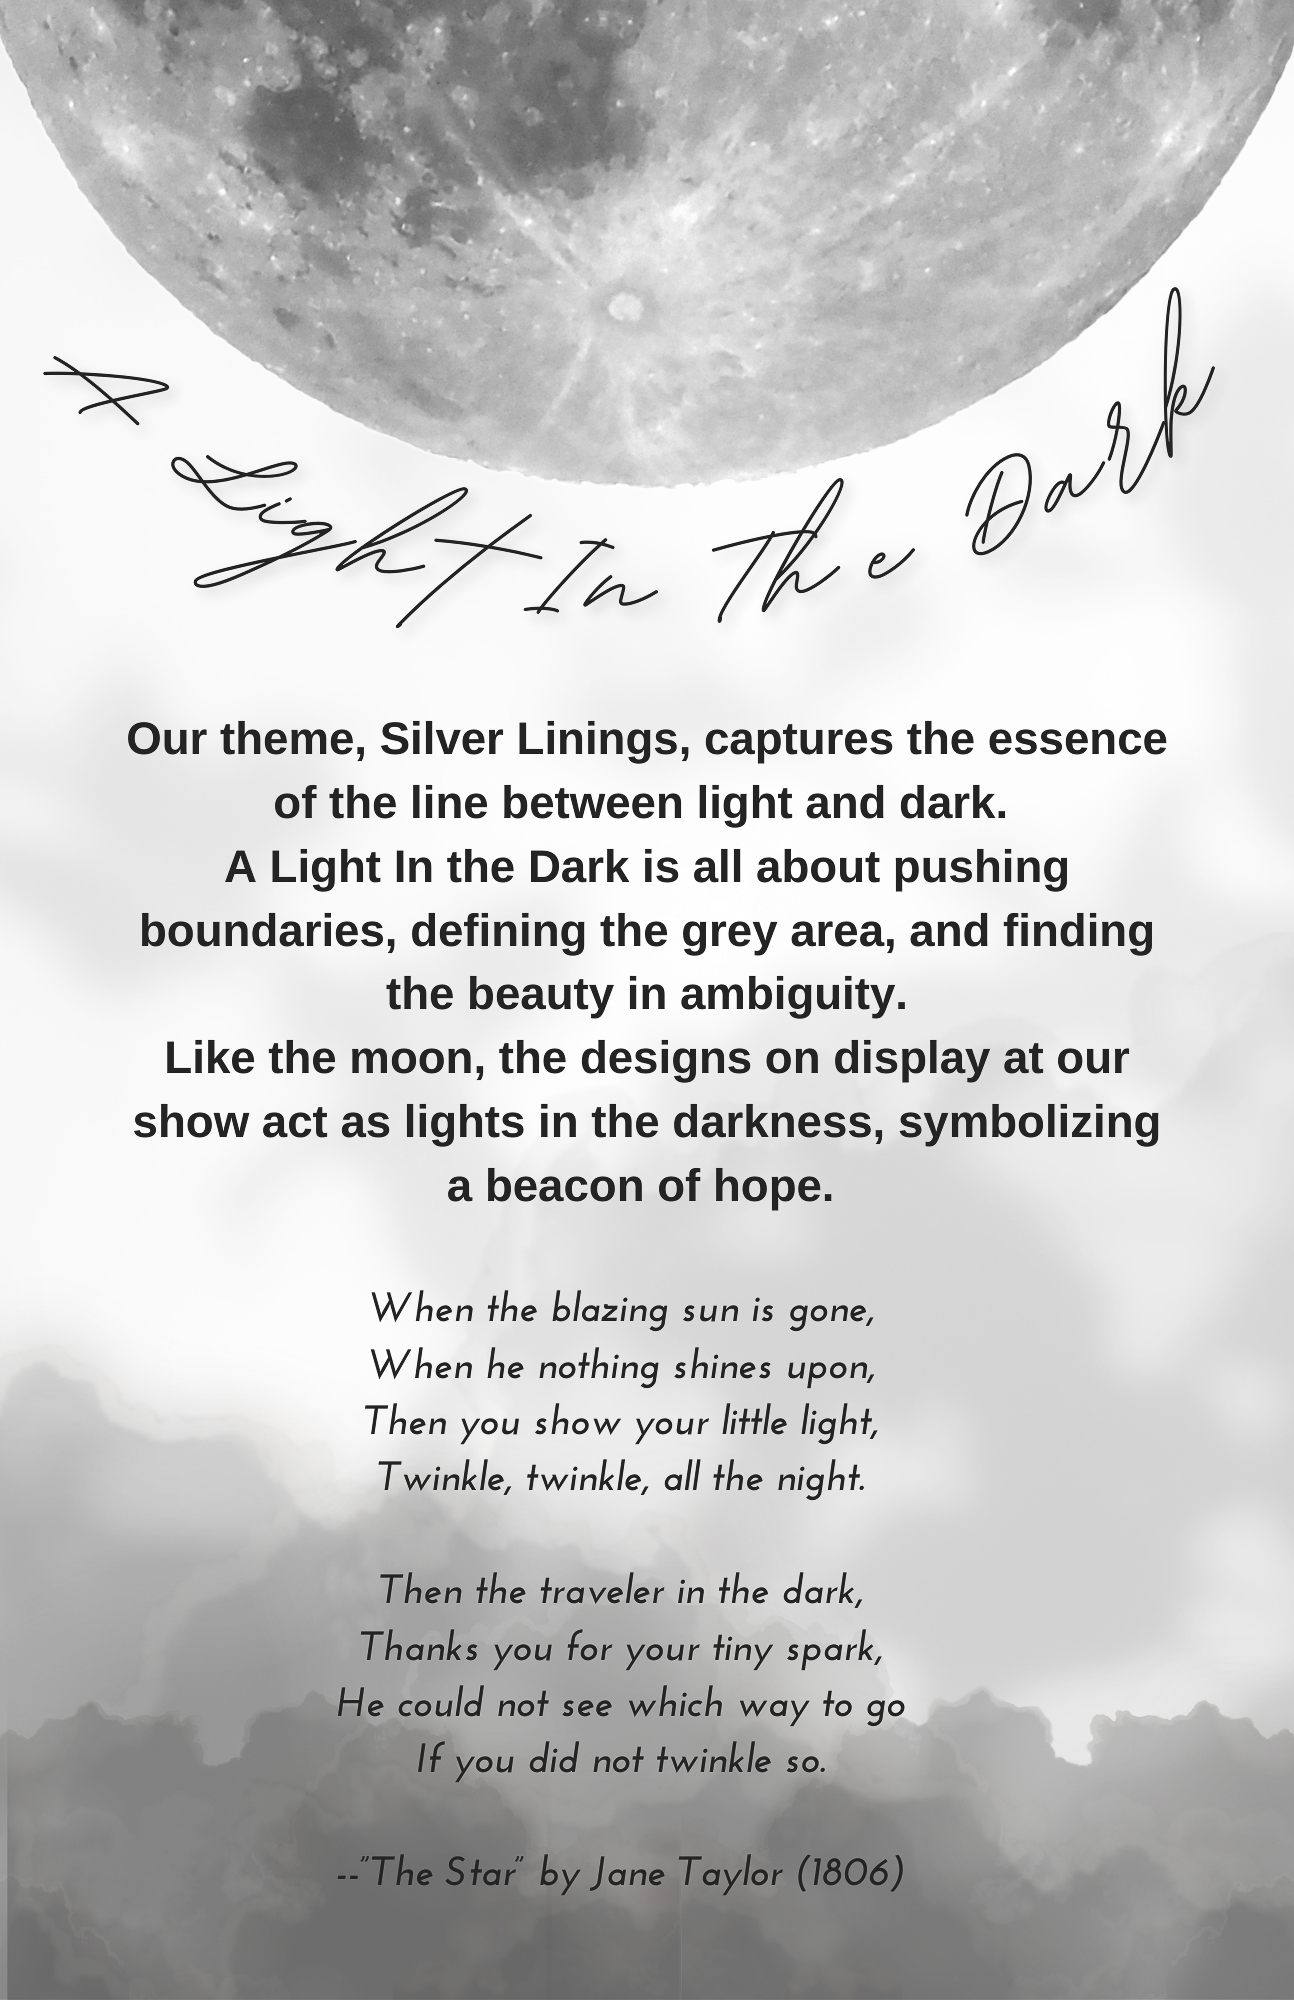 A Light In The Dark
Our theme, Silver Linings, captures the essence
of the line between light and dark.
A Light In the Dark is all about pushing
boundaries, defining the grey area, and finding
the beauty in ambiguity.
Like the moon, the designs on display at our
show act as lights in the darkness, symbolizing
a beacon of hope.
When the blazing sun is gone,
When he nothing shines upon,
Then you show your little light,
Twinkle, twinkle, all the night.
Then the traveler in the dark,
Thanks you for your tiny spark,
He could not see which way to go
If you did not twinkle so.
--"The Star" by Jane Taylor (1806)